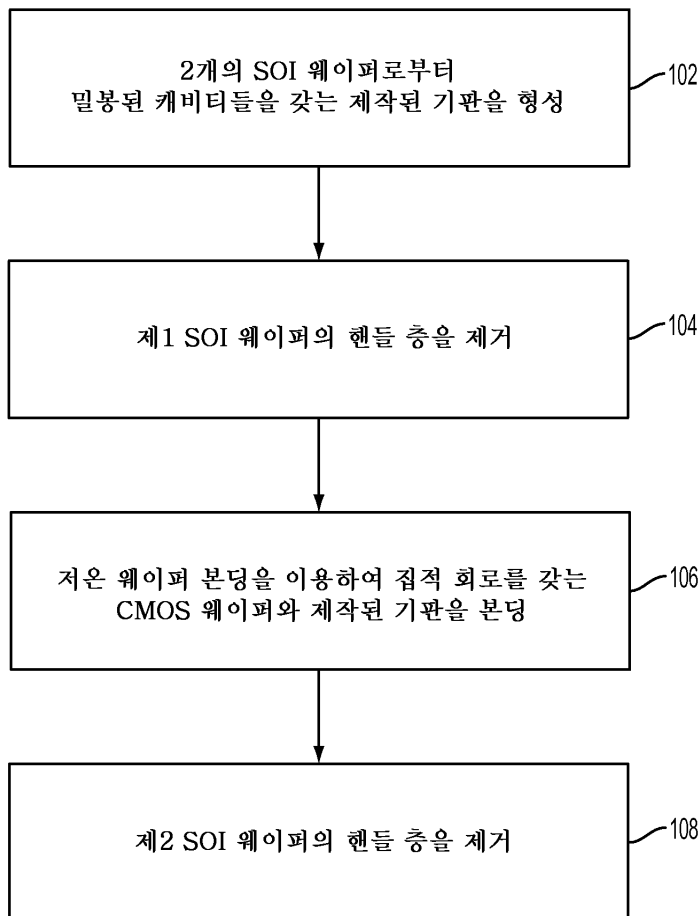 2개의 SOI 웨이퍼로부터
밀봉된 캐비티들을 갖는 제작된 기판을 형성
102
제1 SOI 웨이퍼의 핸들 층을 제거
104
저온 웨이퍼 본딩을 이용하여 집적 회로를 갖는
CMOS 웨이퍼와 제작된 기판을 본딩
106
제2 SOI 웨이퍼의 핸들 층을 제거
108